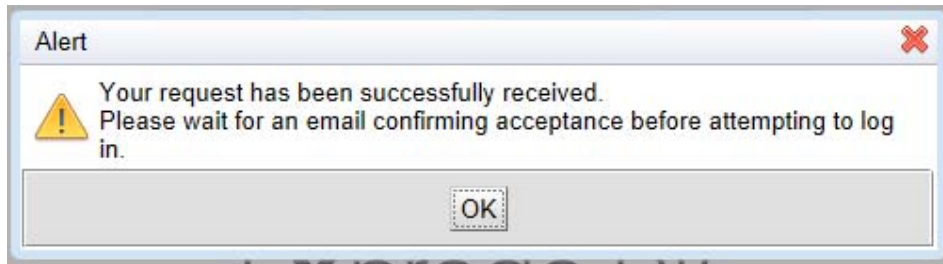 Alert
Your request has been successfully received.
Please wait for an email confirming acceptance before attempting to log
in.
OK